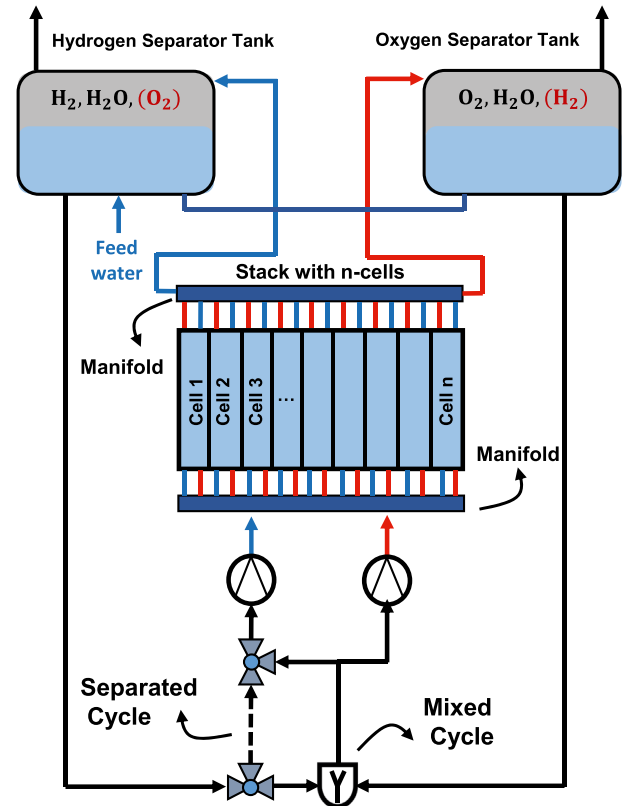 Hydrogen Separator Tank
Oxygen Separator Tank
H₂, H₂O, (O₂)
O₂, H₂O, (H₂)
Feed
water
Stack with n-cells
Manifold
Cell 1
Cell 2
Cell 3
...
Cell n
Manifold
Separated
Cycle
Mixed
Cycle